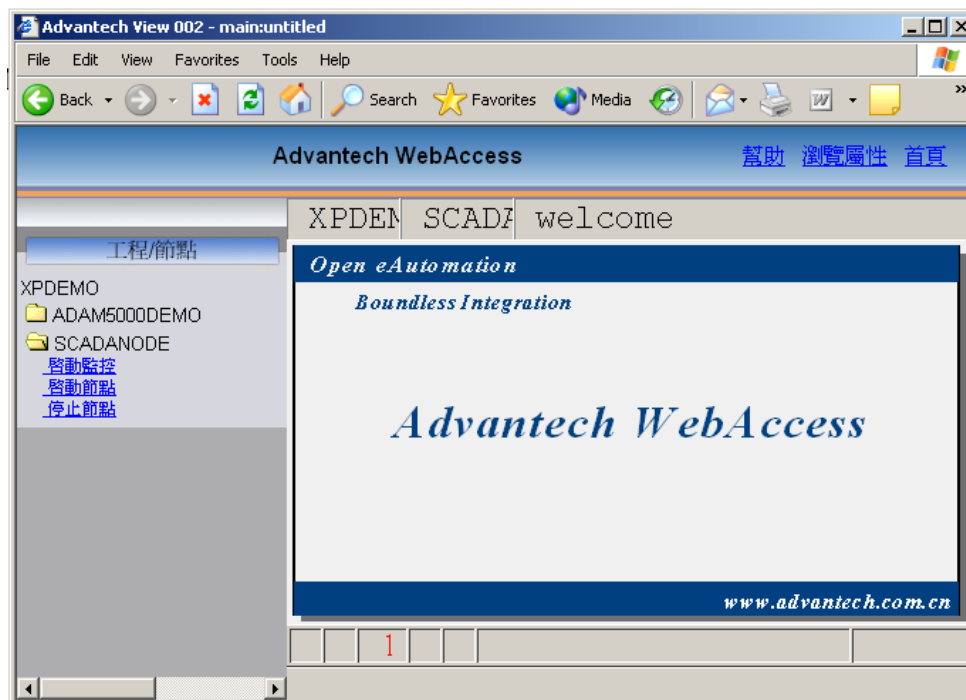 Advantech View 002 - main:untitled
File Edit View Favorites Tools Help
Back Search Favorites Media
Advantech WebAccess 幫助 瀏覽屬性 首頁
XPDEM SCADA welcome
工程/節點
XPDEMO
ADAM5000DEMO
SCADANODE
啓動監控
啓動節點
停止節點
Open eAutomation
Boundless Integration
Advantech WebAccess
www.advantech.com.cn
1